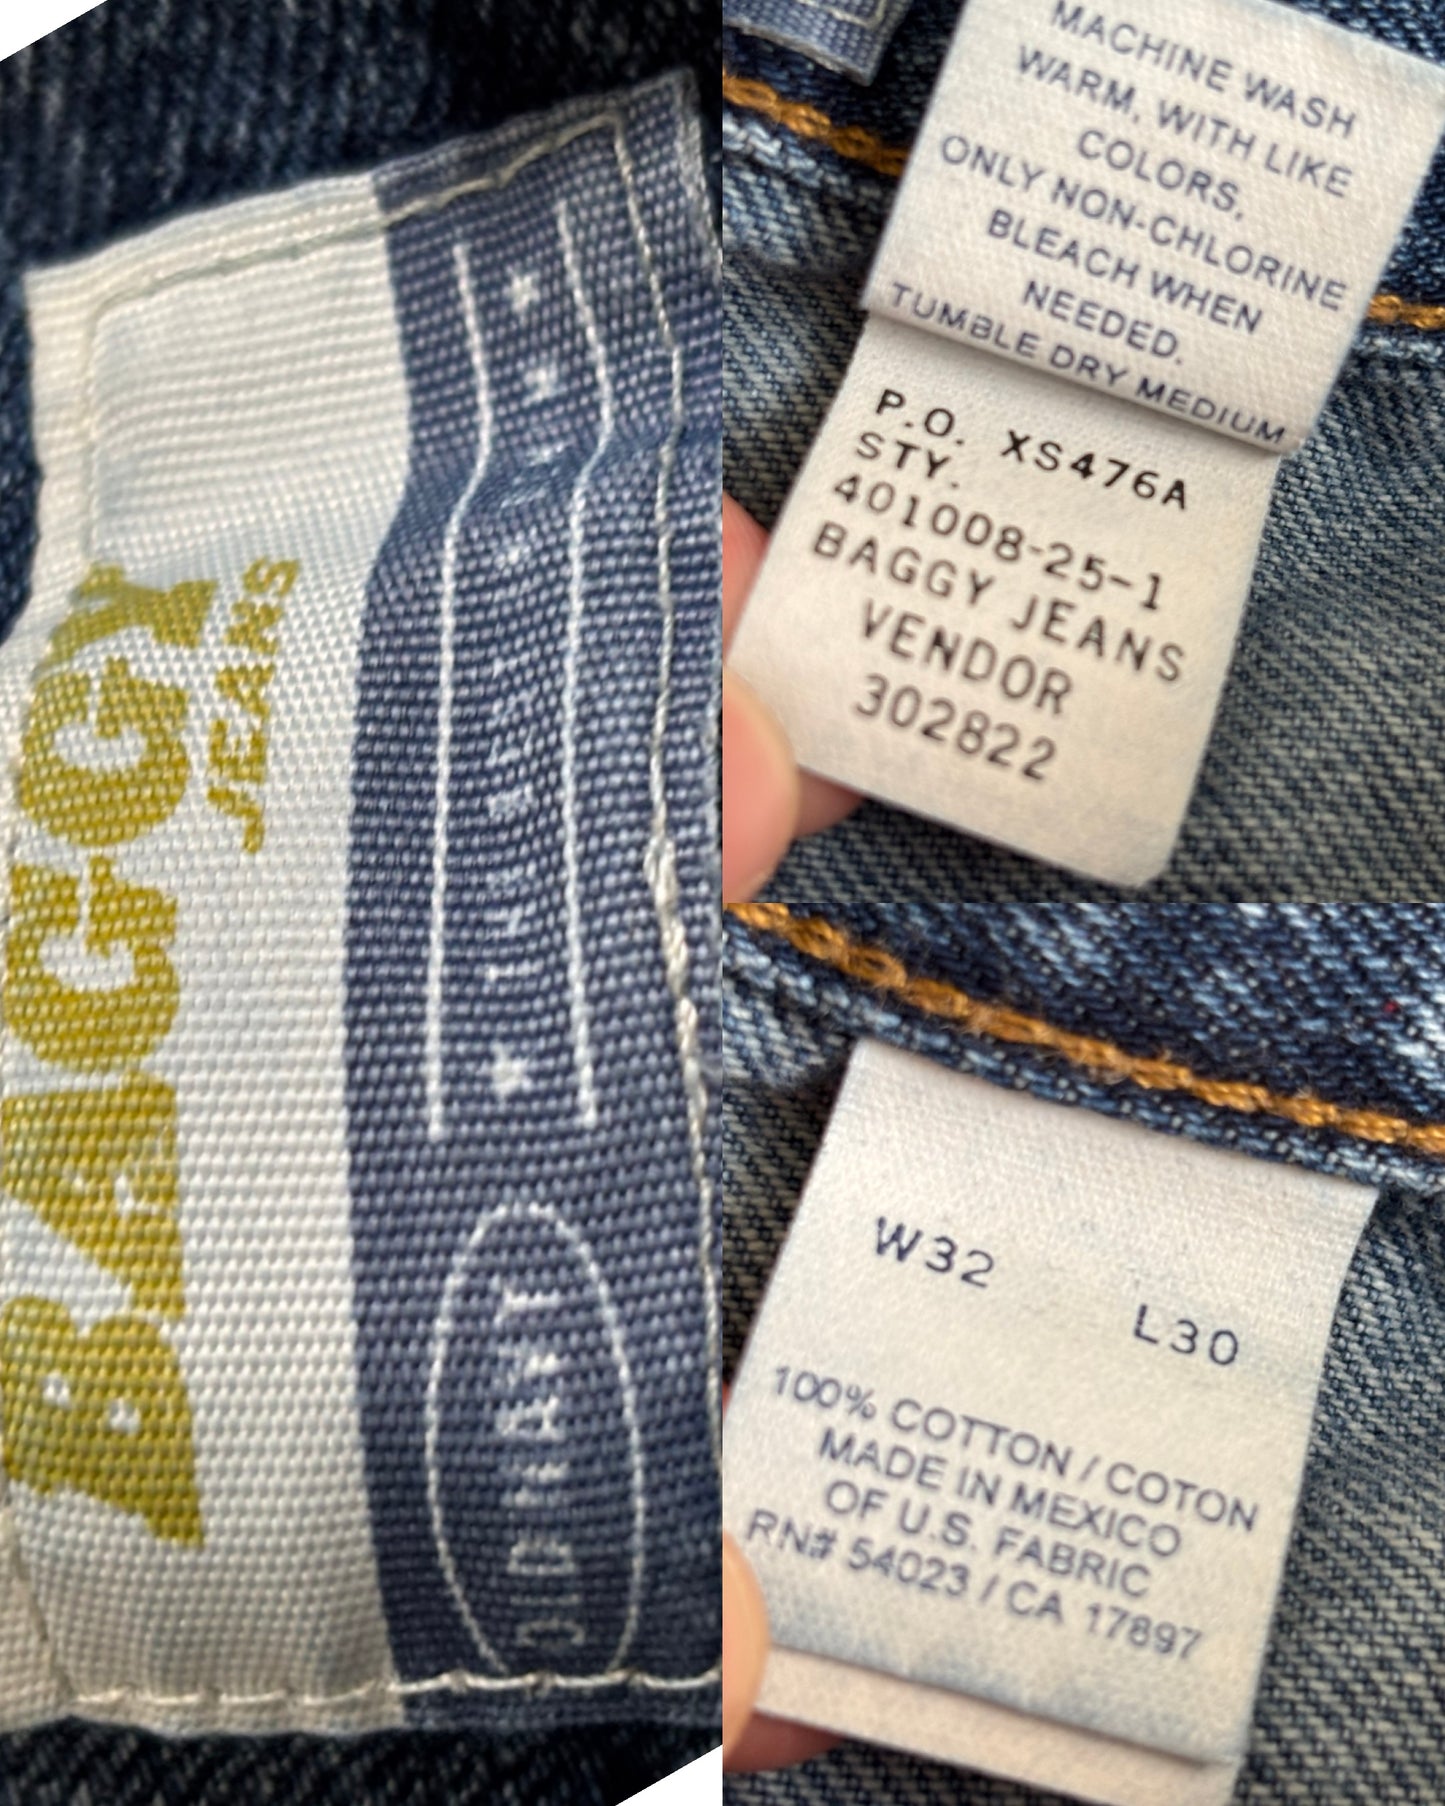 BAGGY
JEANS
OLD NAVY
MACHINE WASH
WARM, WITH LIKE
COLORS,
ONLY NON-CHLORINE
BLEACH WHEN
NEEDED.
TUMBLE DRY MEDIUM
P.O. XS476A
STY.
401008-25-1
BAGGY JEANS
VENDOR
302822
W32 L30
100% COTTON / COTON
MADE IN MEXICO
OF U.S. FABRIC
RN# 54023 / CA 17897